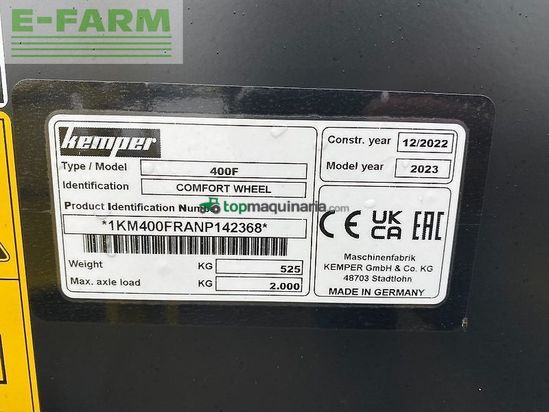 E-FARM
kemper
Type / Model 400F
Identification COMFORT WHEEL
Product Identification Number
topmaquinaria.com
*1KM400FRANP142368*
Weight KG 525
Max. axle load KG 2.000
Constr. year 12/2022
Model year 2023
CE UK CA EAC
Maschinenfabrik
KEMPER GmbH & Co. KG
48703 Stadtlohn
MADE IN GERMANY